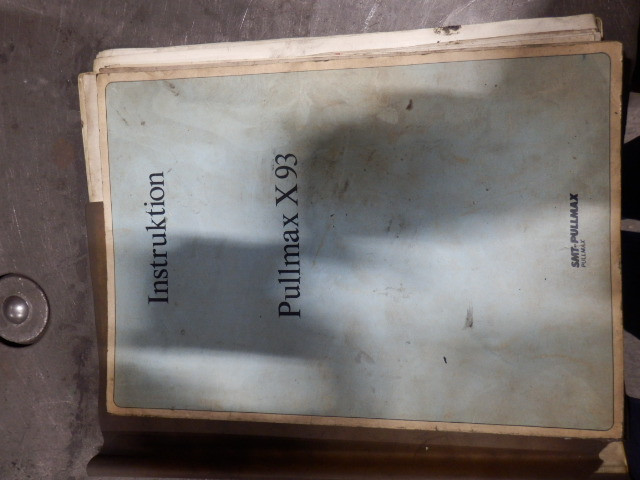 Instruktion
Pullmax X 93
SMT-PULLMAX
PULLMAX